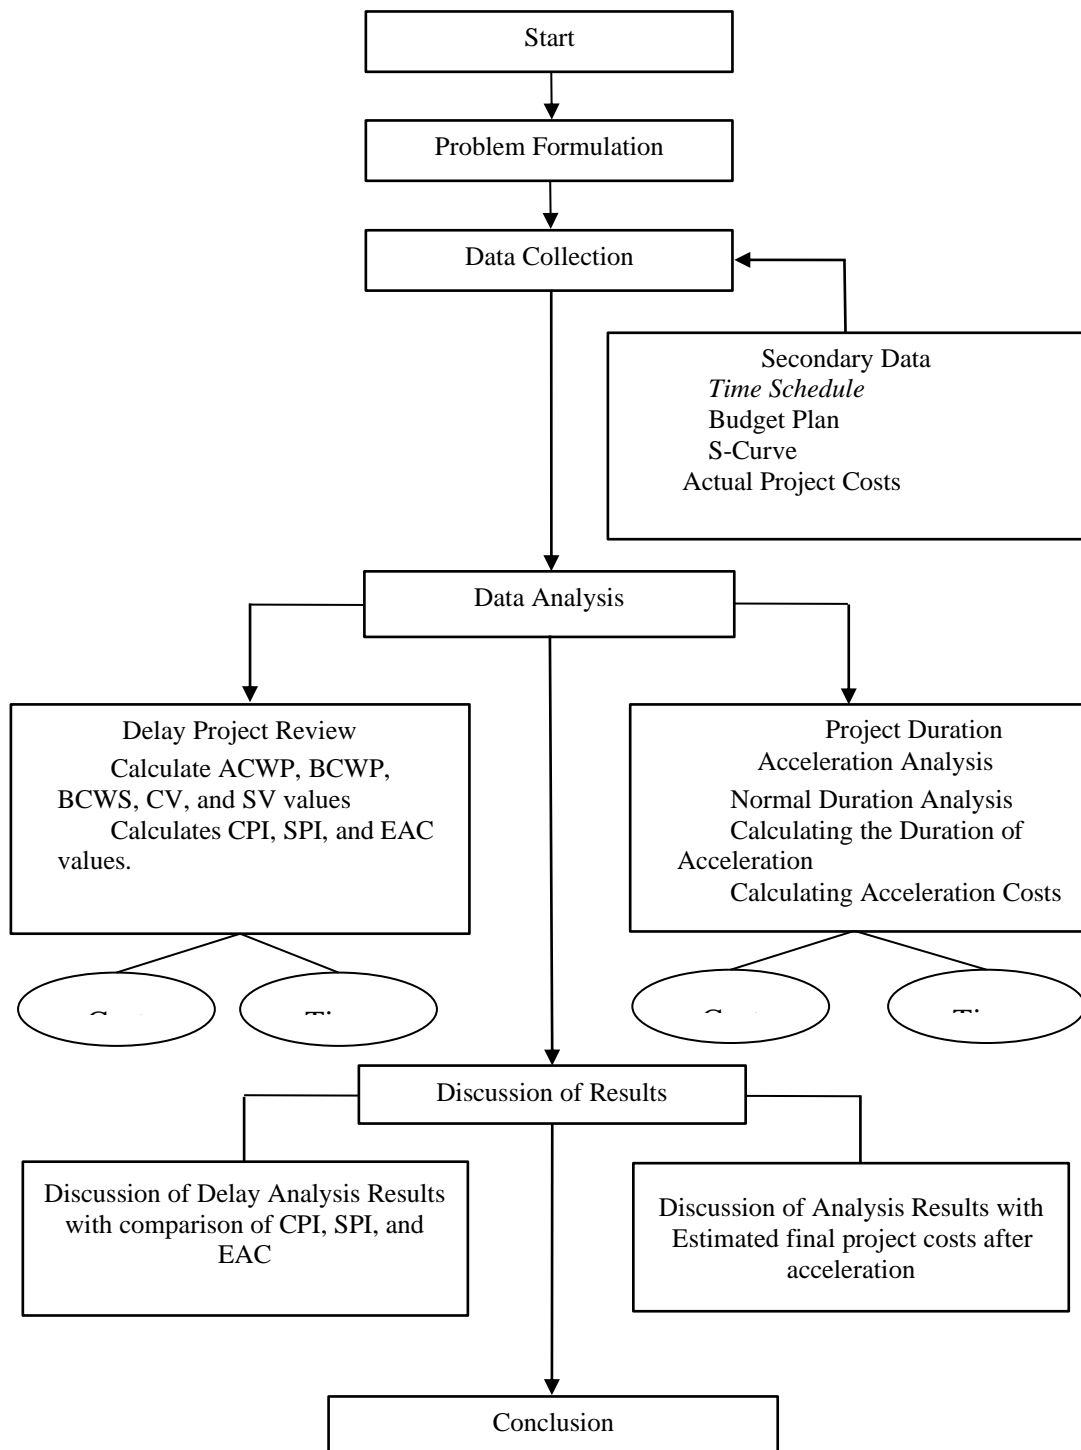 Start
Problem Formulation
Data Collection
Secondary Data
Time Schedule
Budget Plan
S-Curve
Actual Project Costs
Data Analysis
Delay Project Review
Calculate ACWP, BCWP,
BCWS, CV, and SV values
Calculates CPI, SPI, and EAC
values.
Project Duration
Acceleration Analysis
Normal Duration Analysis
Calculating the Duration of
Acceleration
Calculating Acceleration Costs
Discussion of Results
Discussion of Delay Analysis Results
with comparison of CPI, SPI, and
EAC
Discussion of Analysis Results with
Estimated final project costs after
acceleration
Conclusion